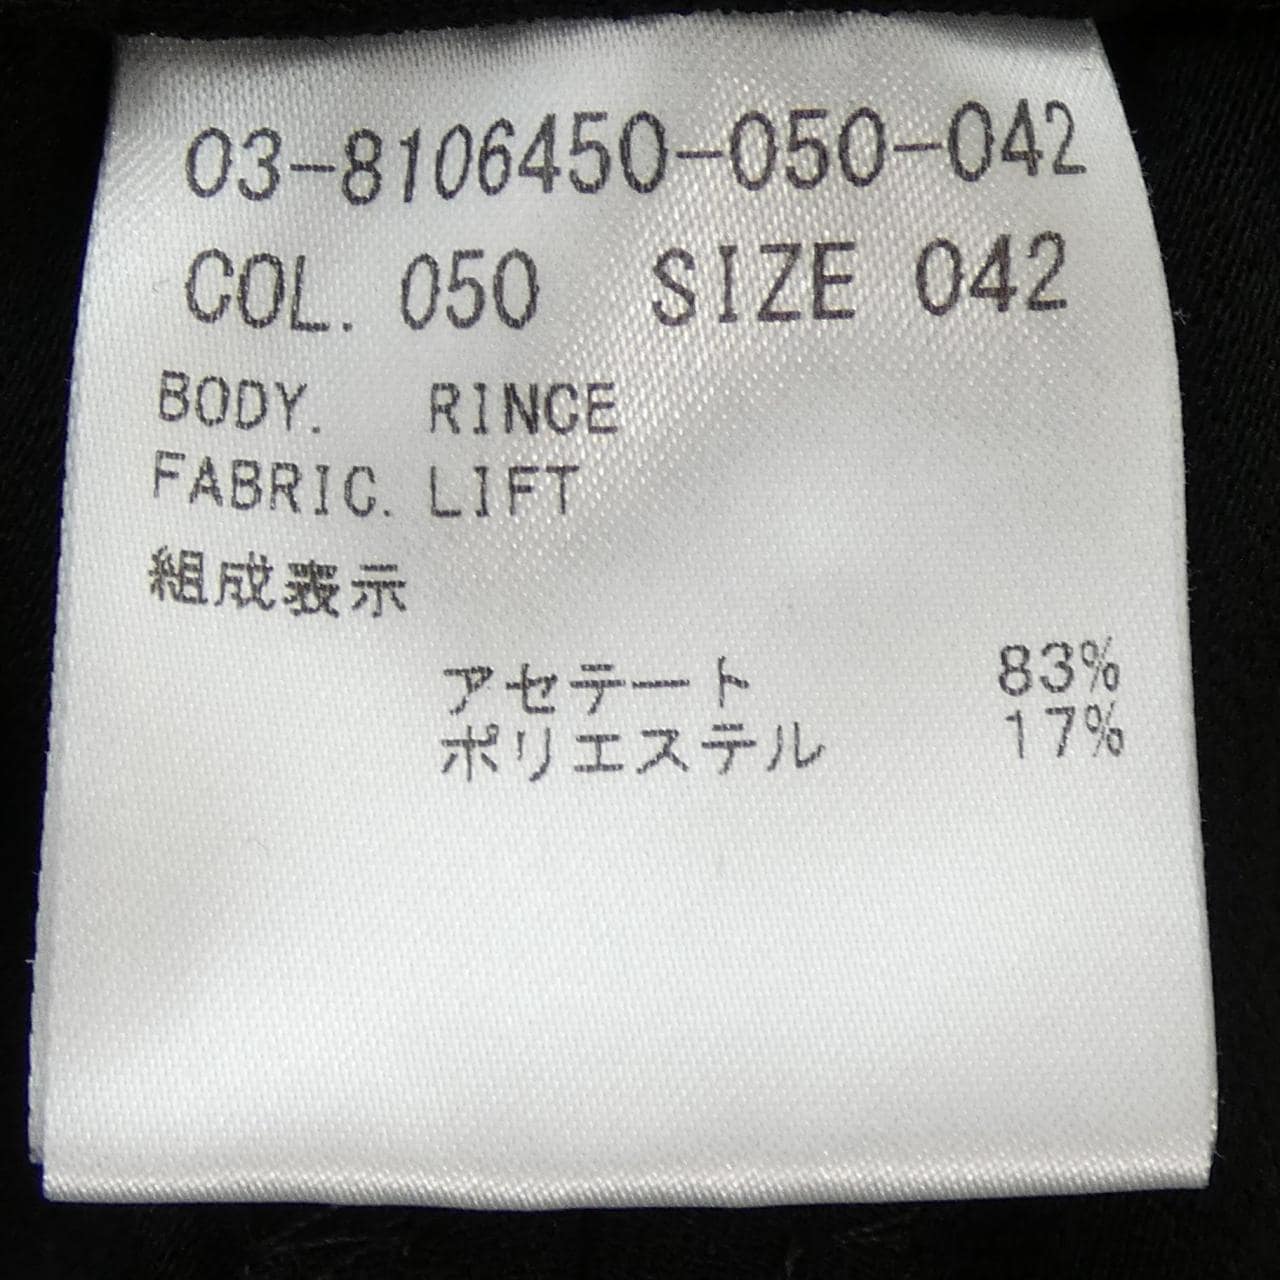 03-8106450-050-042
COL. 050 SIZE 042
BODY. RINCE
FABRIC. LIFT
組成表示
アセテート 83%
ポリエステル 17%